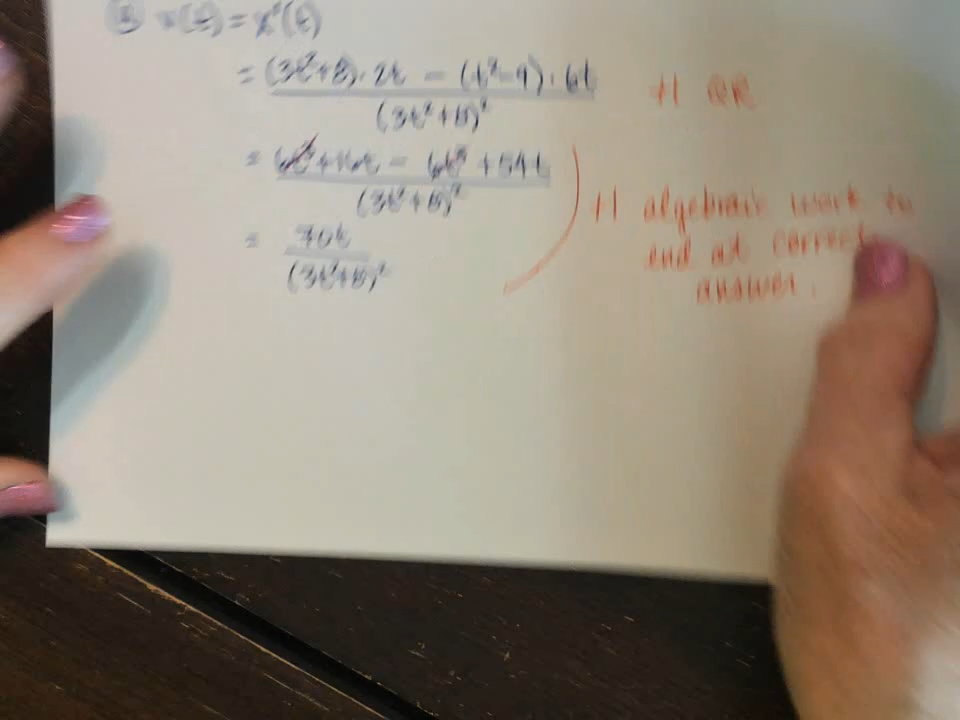 Ⓑ v(t) = x'(t)
= (3t²+8)·2t − (t²−9)·6t +1 QR
(3t²+8)²
= 6t³+16t − 6t³ +54t
(3t²+8)² +1 algebraic work to
= 70t end at correct
(3t²+8)² answer.